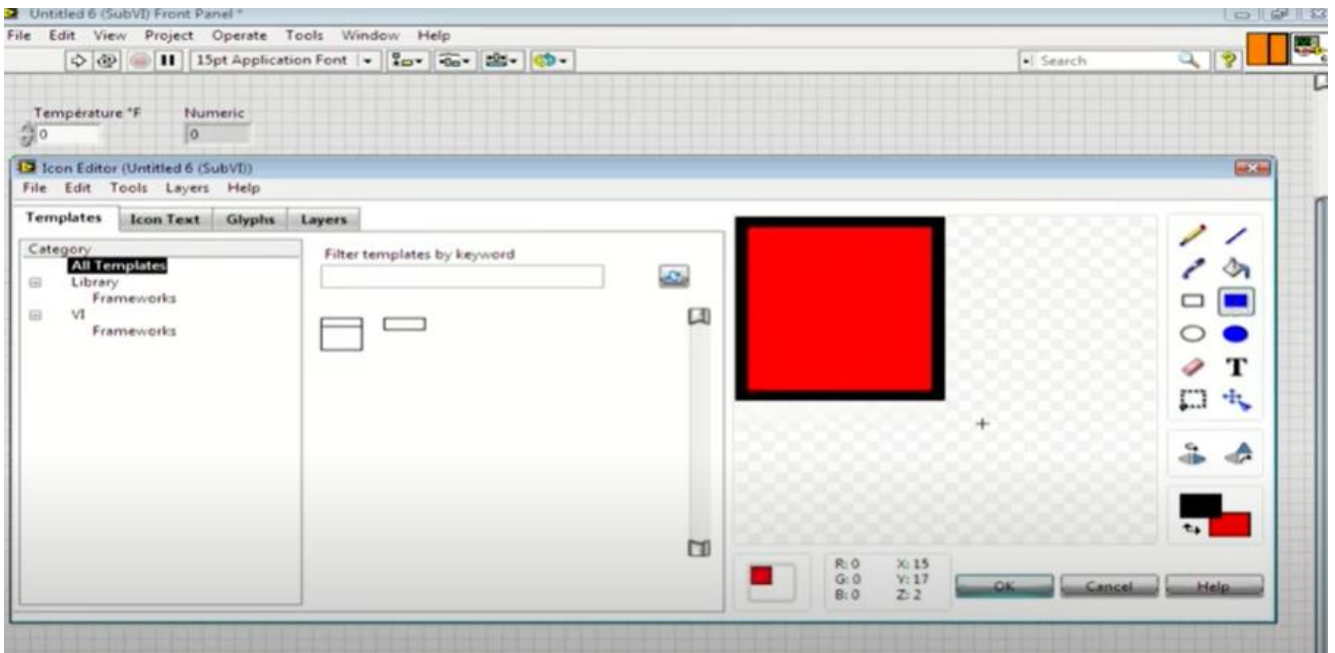 Untitled 6 (SubVI) Front Panel *
File Edit View Project Operate Tools Window Help
15pt Application Font
Search
Température °F Numeric
0 0
Icon Editor (Untitled 6 (SubVI))
File Edit Tools Layers Help
Templates Icon Text Glyphs Layers
Category
All Templates
Library
Frameworks
VI
Frameworks
Filter templates by keyword
T
R: 0 X: 15
G: 0 Y: 17
B: 0 Z: 2
OK Cancel Help